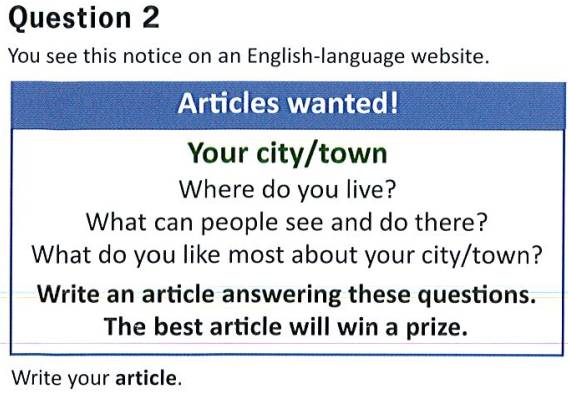 Question 2
You see this notice on an English-language website.
Articles wanted!
Your city/town
Where do you live?
What can people see and do there?
What do you like most about your city/town?
Write an article answering these questions.
The best article will win a prize.
Write your article.